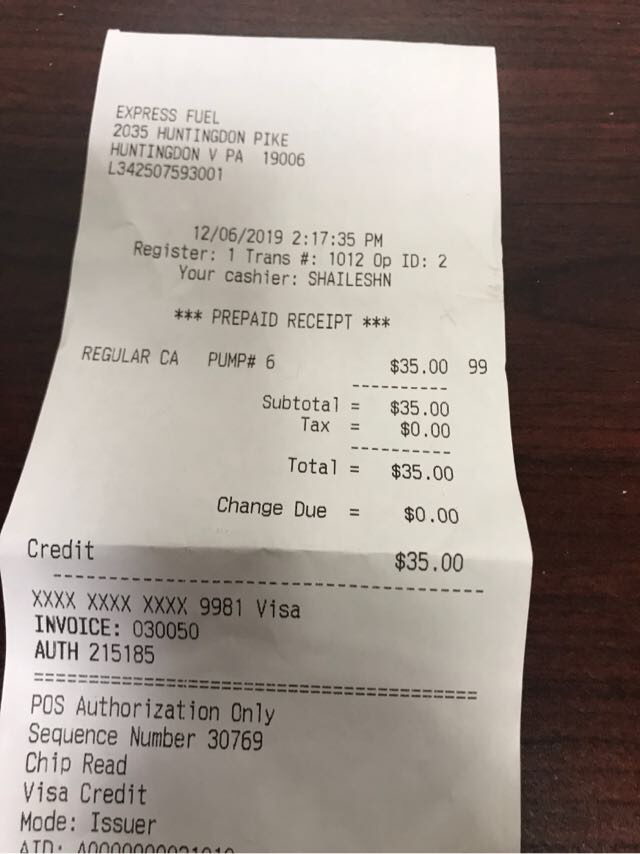 EXPRESS FUEL
2035 HUNTINGDON PIKE
HUNTINGDON V PA 19006
L342507593001
12/06/2019 2:17:35 PM
Register: 1 Trans #: 1012 Op ID: 2
Your cashier: SHAILESHN
*** PREPAID RECEIPT ***
REGULAR CA PUMP# 6 $35.00 99
----------
Subtotal = $35.00
Tax = $0.00
----------
Total = $35.00
Change Due = $0.00
Credit $35.00
----------------------------------------
XXXX XXXX XXXX 9981 Visa
INVOICE: 030050
AUTH 215185
========================================
POS Authorization Only
Sequence Number 30769
Chip Read
Visa Credit
Mode: Issuer
AID: